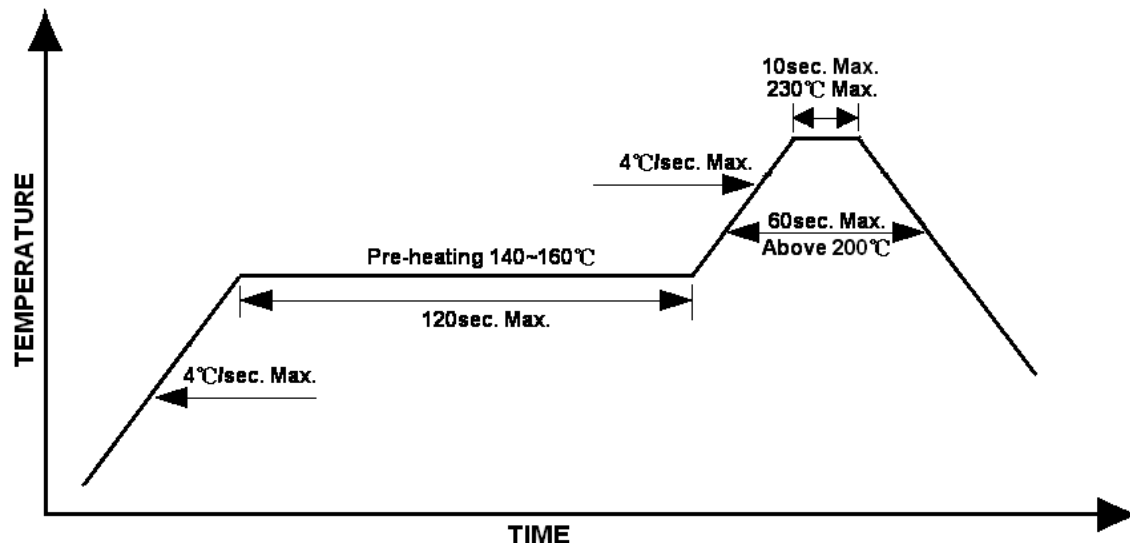 10sec. Max.
230℃ Max.
4℃/sec. Max.
60sec. Max.
Above 200℃
Pre-heating 140~160℃
120sec. Max.
4℃/sec. Max.
TEMPERATURE
TIME